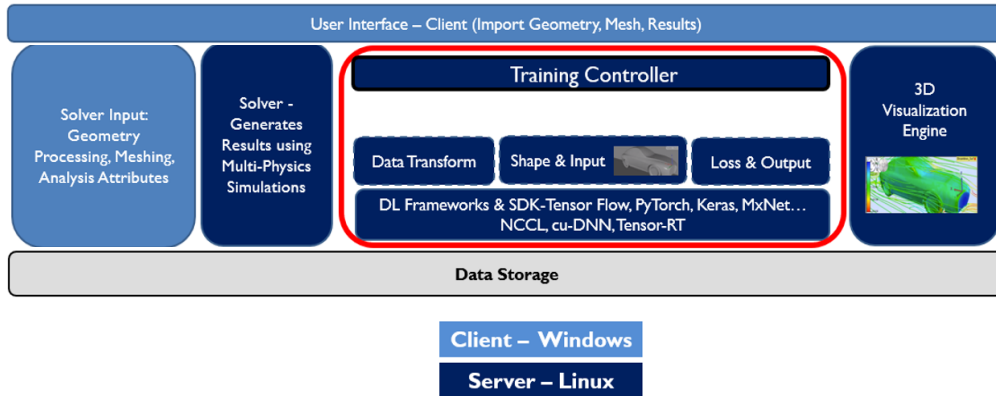 User Interface – Client (Import Geometry, Mesh, Results)
Solver Input:
Geometry
Processing, Meshing,
Analysis Attributes
Solver -
Generates
Results using
Multi-Physics
Simulations
Training Controller
Data Transform
Shape & Input
Loss & Output
DL Frameworks & SDK-Tensor Flow, PyTorch, Keras, MxNet...
NCCL, cu-DNN, Tensor-RT
3D
Visualization
Engine
Data Storage
Client – Windows
Server – Linux